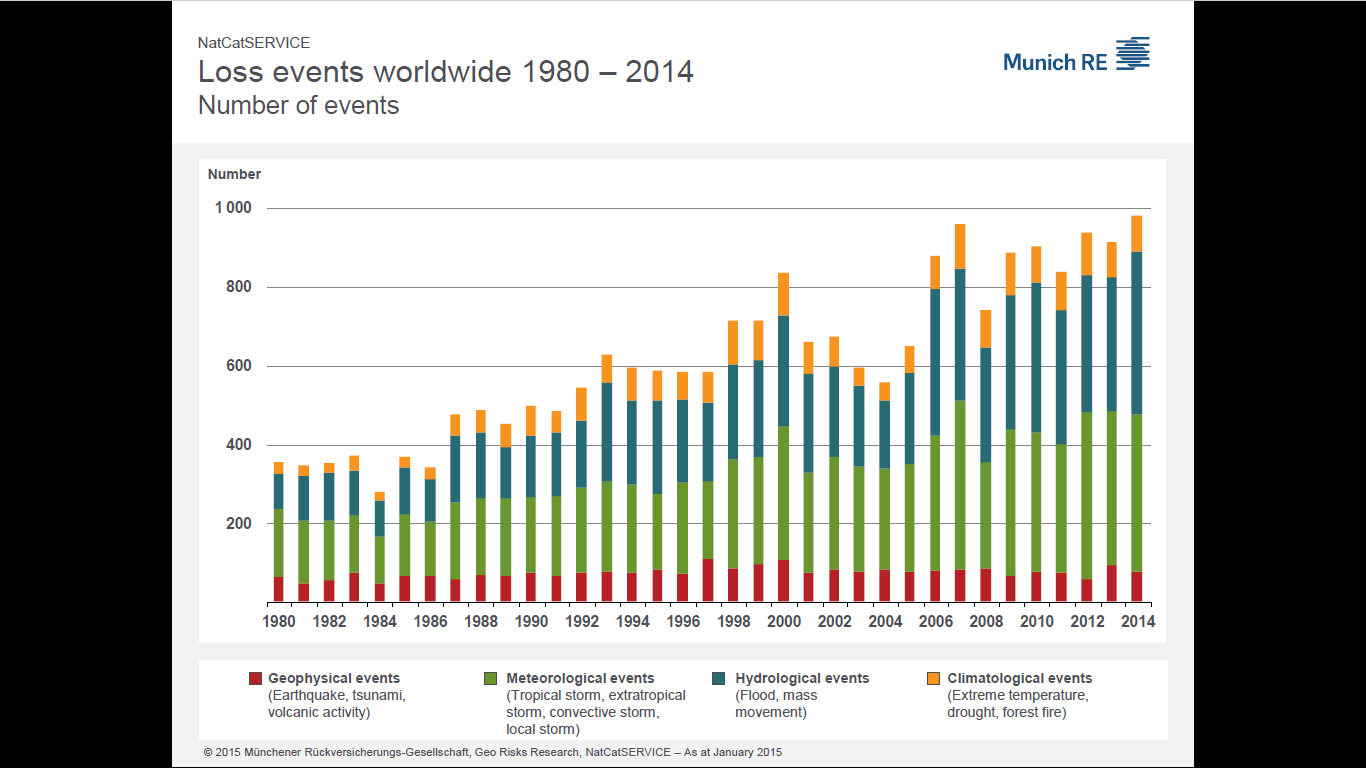 NatCatSERVICE
Loss events worldwide 1980 – 2014
Number of events
Munich RE
Number
1 000
800
600
400
200
1980 1982 1984 1986 1988 1990 1992 1994 1996 1998 2000 2002 2004 2006 2008 2010 2012 2014
Geophysical events
(Earthquake, tsunami,
volcanic activity)
Meteorological events
(Tropical storm, extratropical
storm, convective storm,
local storm)
Hydrological events
(Flood, mass
movement)
Climatological events
(Extreme temperature,
drought, forest fire)
© 2015 Münchener Rückversicherungs-Gesellschaft, Geo Risks Research, NatCatSERVICE – As at January 2015